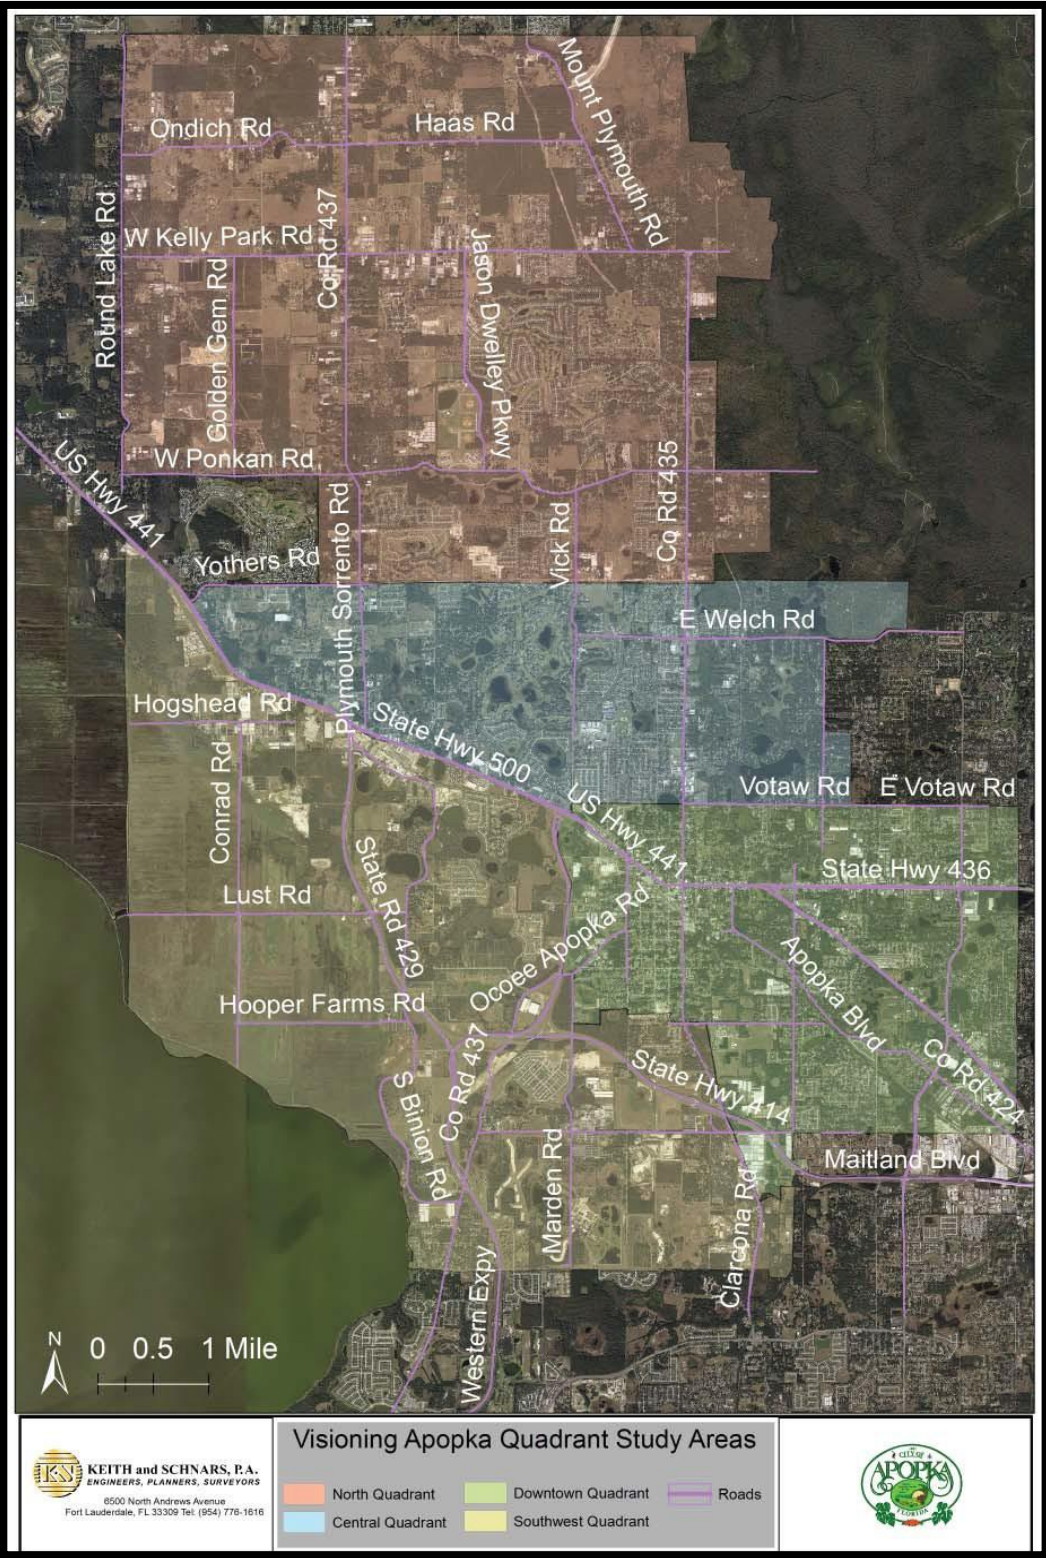 Mount Plymouth Rd
Ondich Rd
Haas Rd
Round Lake Rd
W Kelly Park Rd
Co Rd 437
Golden Gem Rd
Jason Dwelley Pkwy
US Hwy 441
W Ponkan Rd
Co Rd 435
Yothers Rd
Plymouth Sorrento Rd
Vick Rd
E Welch Rd
Hogshead Rd
State Hwy 500
Conrad Rd
US Hwy 441
Votaw Rd
E Votaw Rd
State Rd 429
State Hwy 436
Lust Rd
Ocoee Apopka Rd
Apopka Blvd
Hooper Farms Rd
Co Rd 437
State Hwy 414
Co Rd 424
S Binion Rd
Marden Rd
Maitland Blvd
Clarcona Rd
Western Expy
N
0 0.5 1 Mile
Visioning Apopka Quadrant Study Areas
KS
KEITH and SCHNARS, P.A.
ENGINEERS, PLANNERS, SURVEYORS
6500 North Andrews Avenue
Fort Lauderdale, FL 33309 Tel: (954) 776-1616
North Quadrant
Downtown Quadrant
Roads
Central Quadrant
Southwest Quadrant
CITY OF
APOPKA
FLORIDA